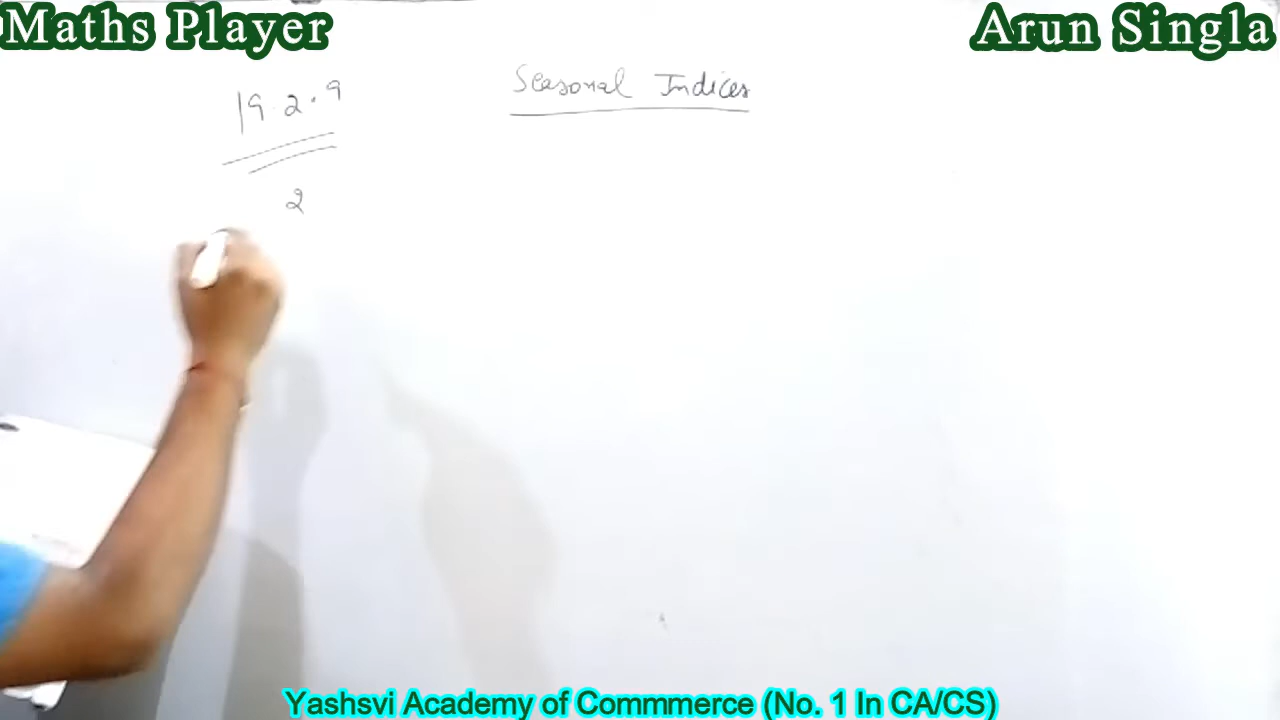 Maths Player
Arun Singla
19.2.9
Seasonal Indices
2
Yashsvi Academy of Commmerce (No. 1 In CA/CS)